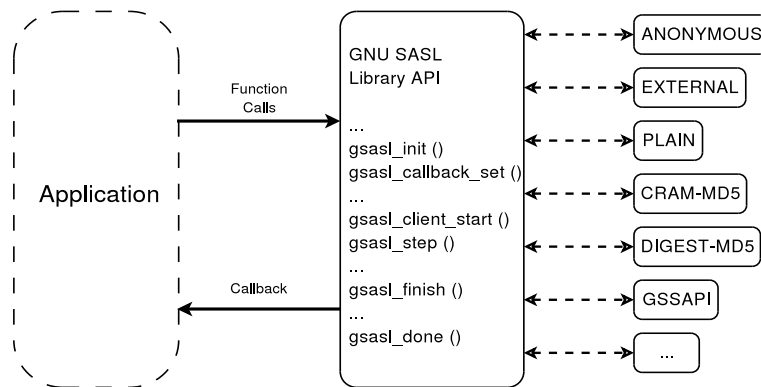 Application
Function
Calls
Callback
GNU SASL
Library API
...
gsasl_init ()
gsasl_callback_set ()
...
gsasl_client_start ()
gsasl_step ()
...
gsasl_finish ()
...
gsasl_done ()
ANONYMOUS
EXTERNAL
PLAIN
CRAM-MD5
DIGEST-MD5
GSSAPI
...